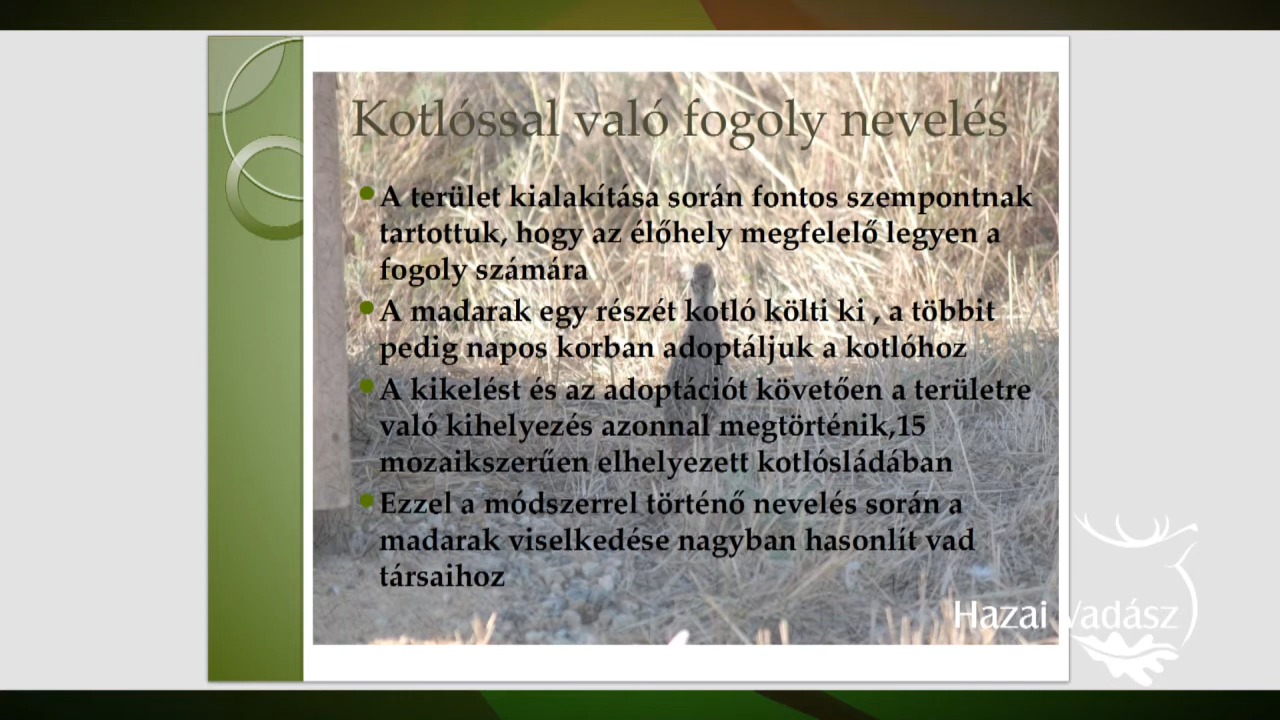 Kotlóssal való fogoly nevelés
A terület kialakítása során fontos szempontnak
tartottuk, hogy az élőhely megfelelő legyen a
fogoly számára
A madarak egy részét kotló költi ki , a többit
pedig napos korban adoptáljuk a kotlóhoz
A kikelést és az adoptációt követően a területre
való kihelyezés azonnal megtörténik,15
mozaikszerűen elhelyezett kotlósládában
Ezzel a módszerrel történő nevelés során a
madarak viselkedése nagyban hasonlít vad
társaihoz
Hazai Vadász